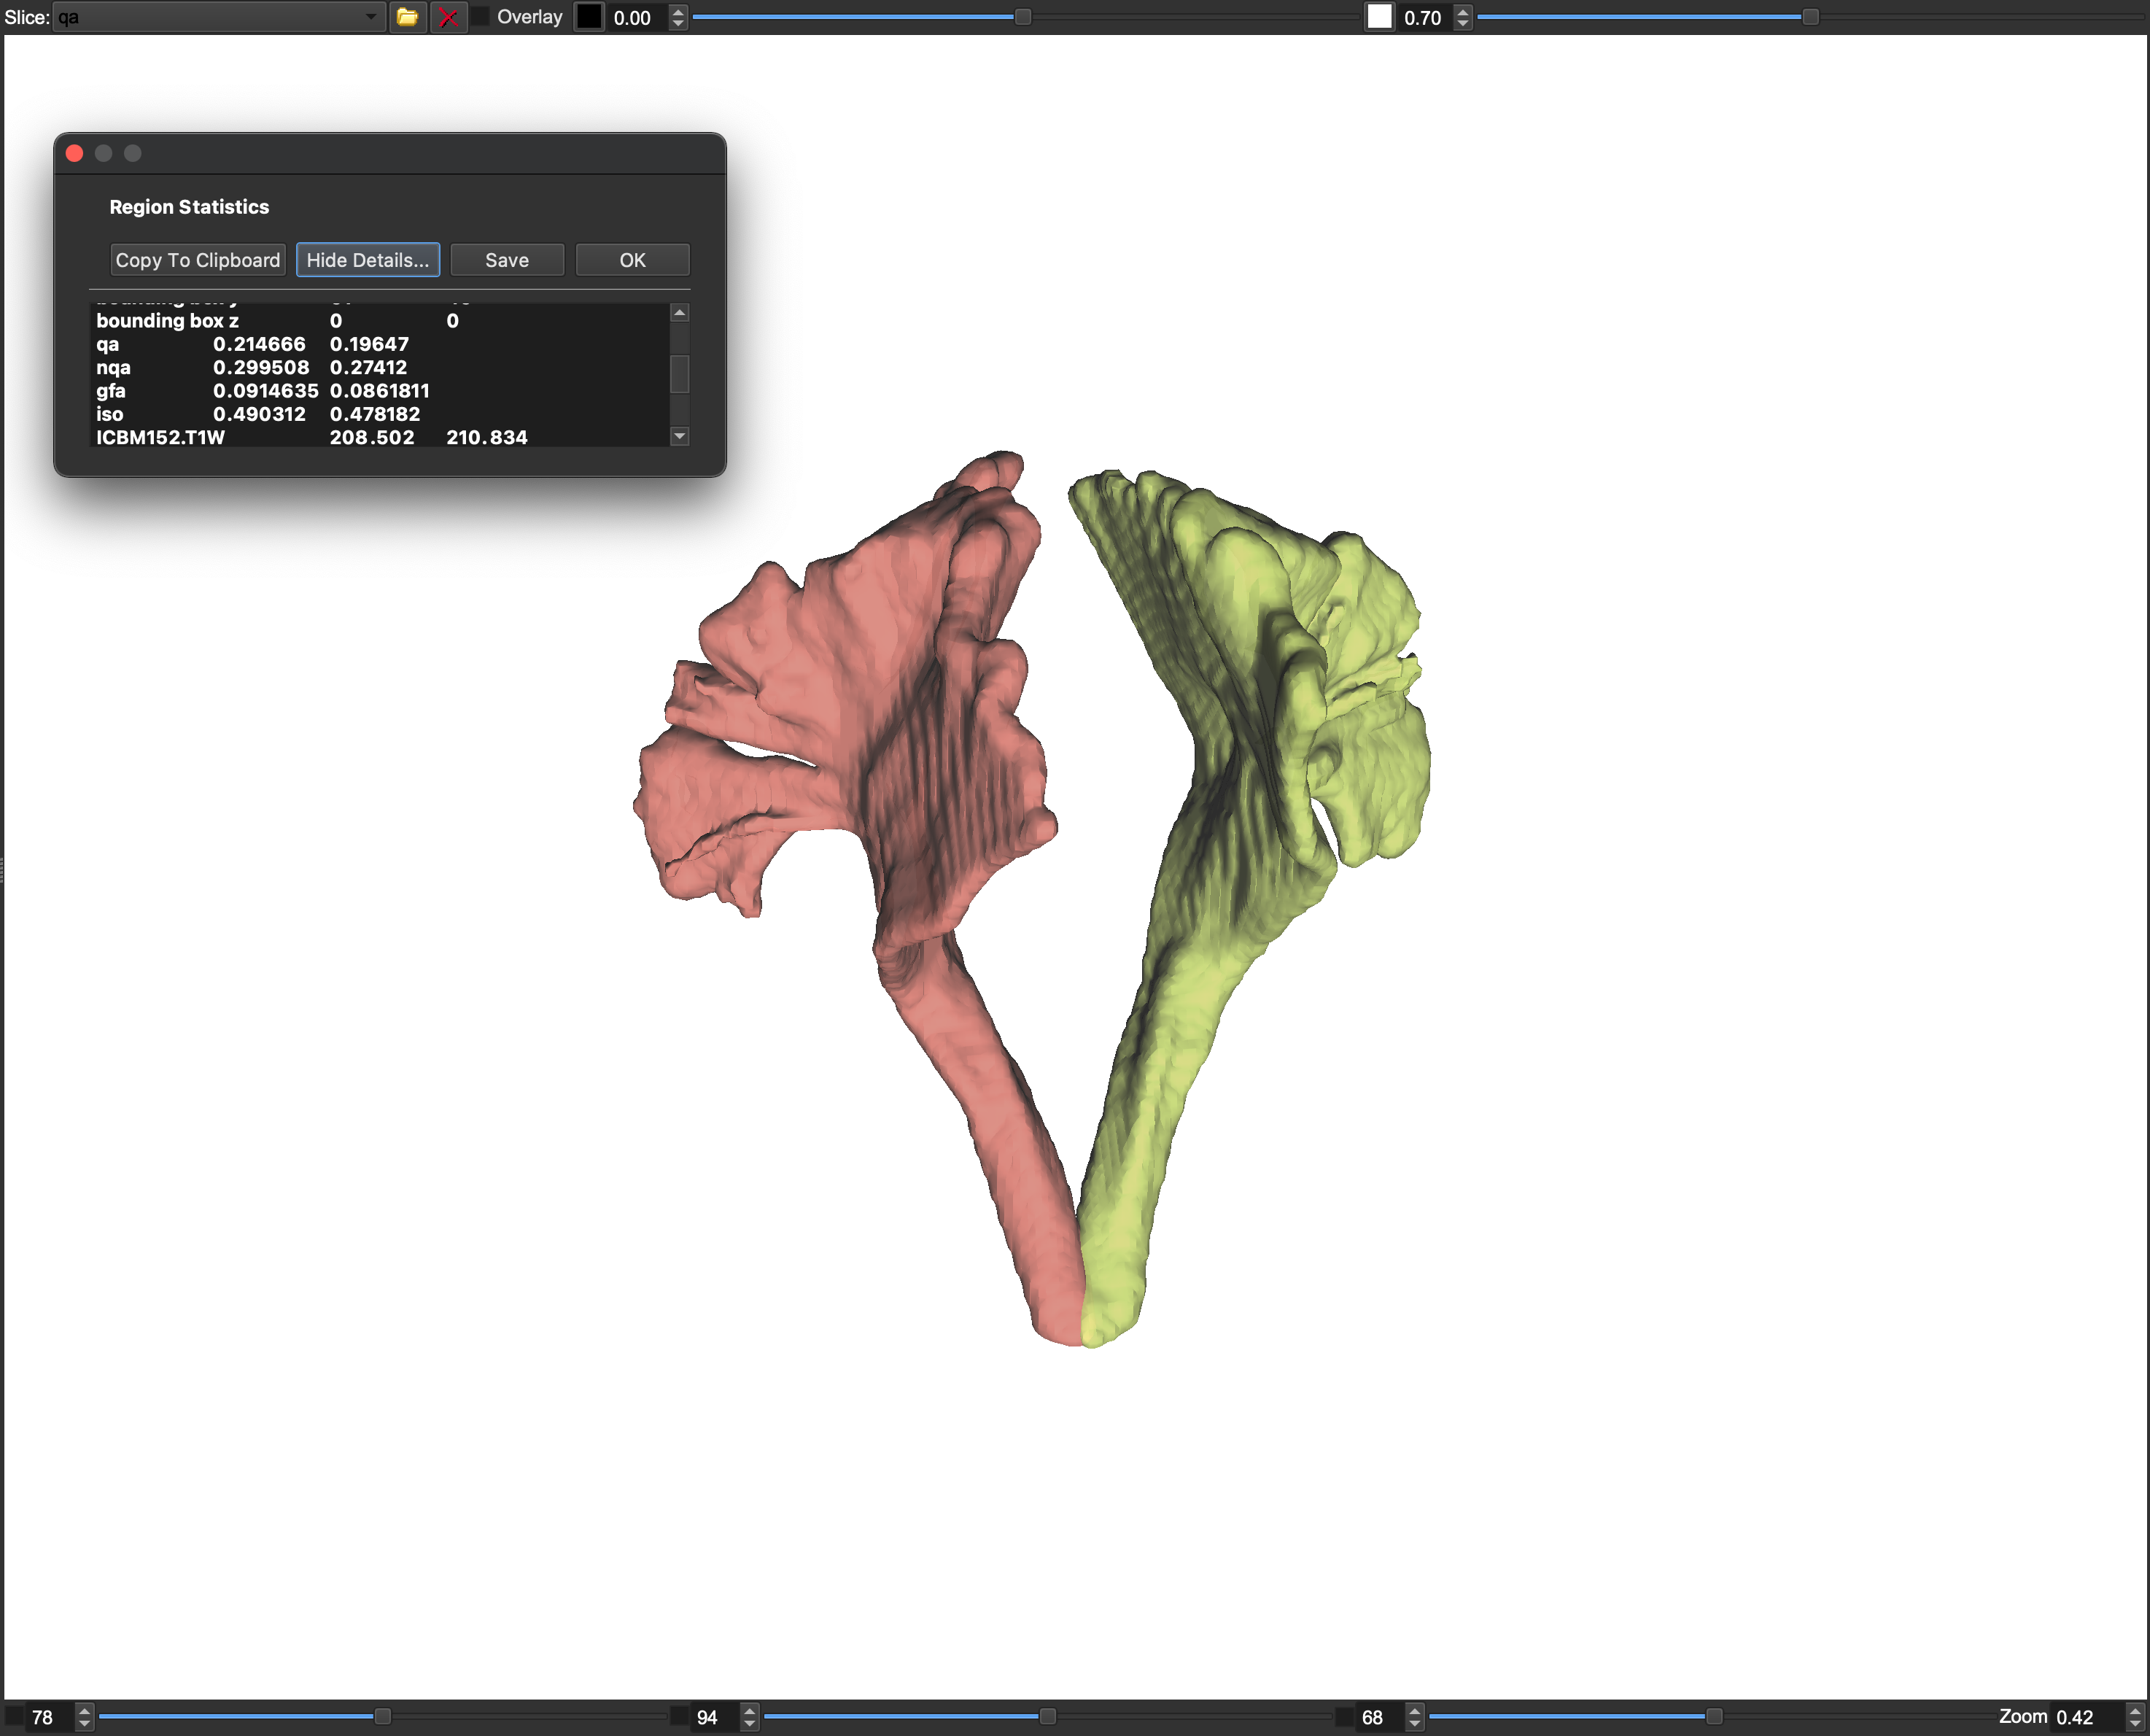 Slice: qa Overlay 0.00 0.70
Region Statistics
Copy To Clipboard Hide Details... Save OK
bounding box z 0 0
qa 0.214666 0.19647
nqa 0.299508 0.27412
gfa 0.0914635 0.0861811
iso 0.490312 0.478182
ICBM152.T1W 208.502 210.834
78 94 68 Zoom 0.42